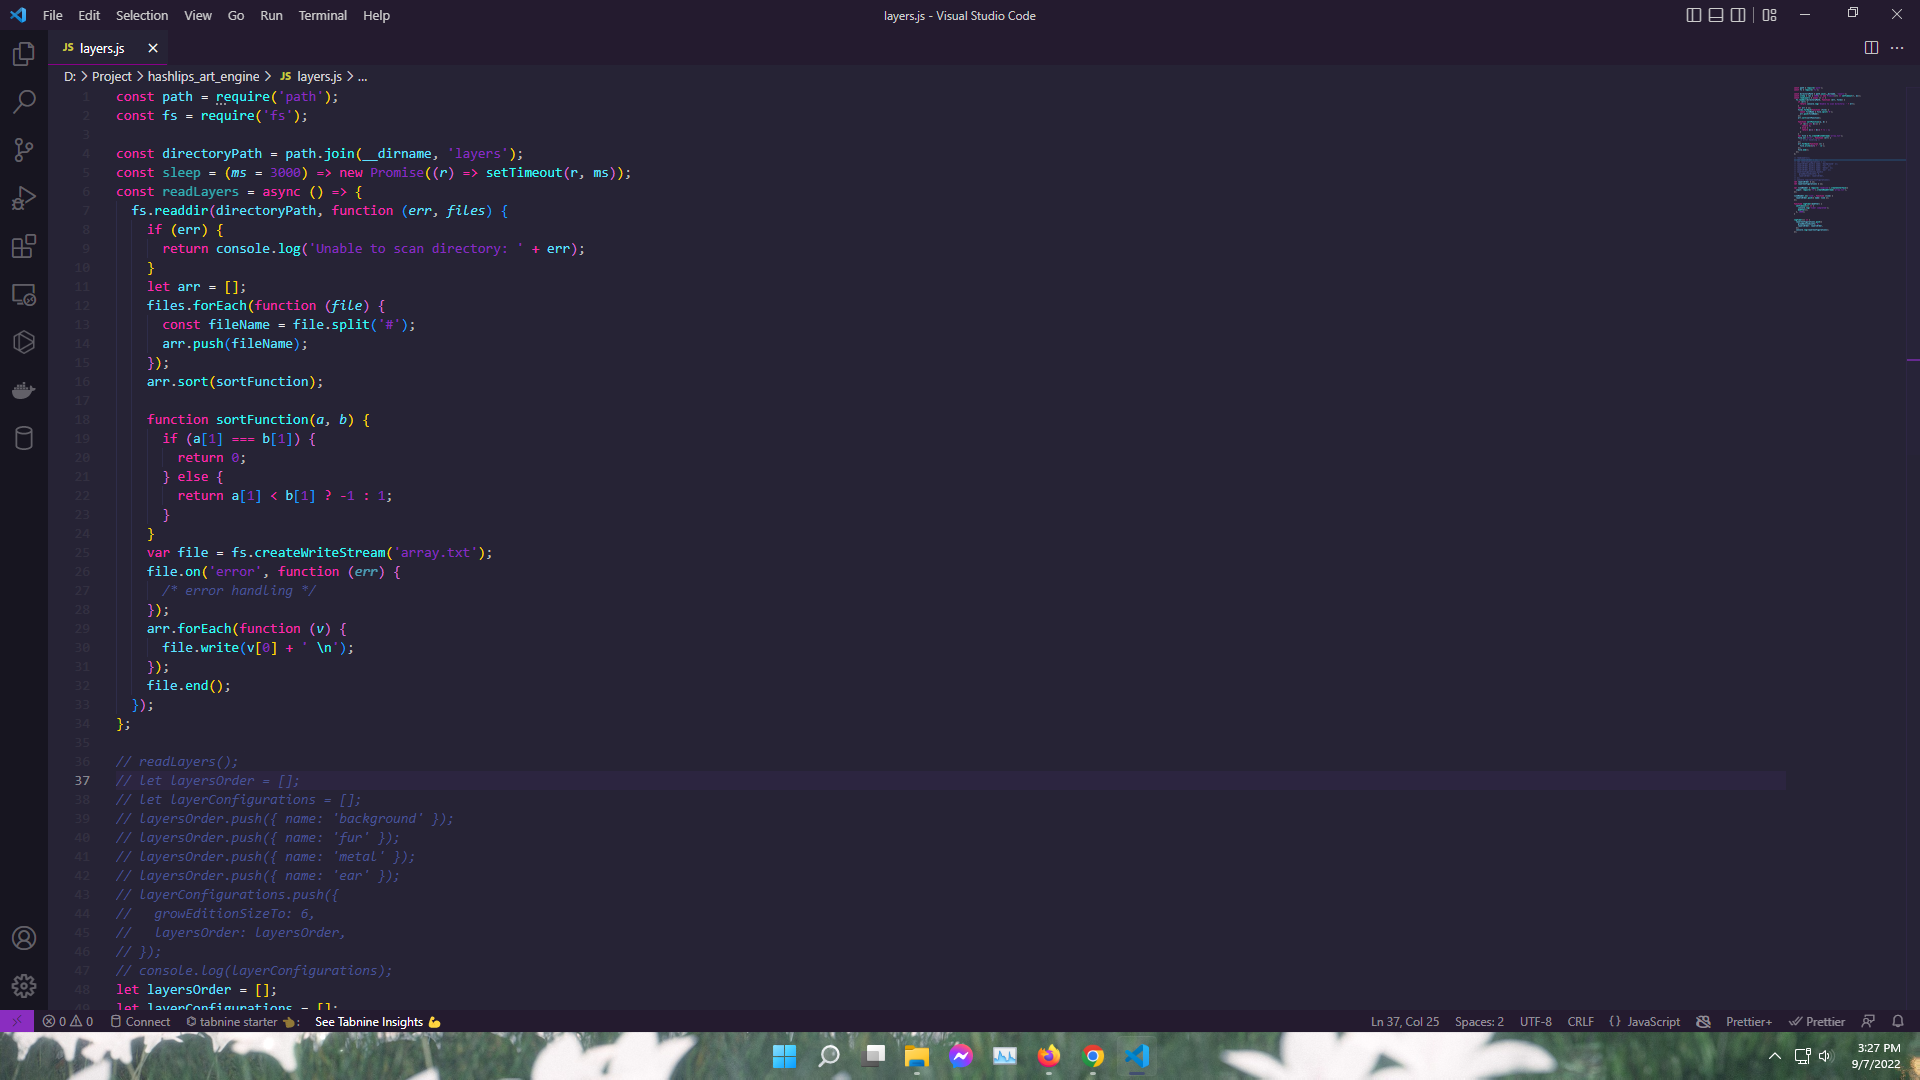 File Edit Selection View Go Run Terminal Help
layers.js - Visual Studio Code
JS layers.js
D: > Project > hashlips_art_engine > JS layers.js > ...
1 const path = require('path');
2 const fs = require('fs');
3
4 const directoryPath = path.join(__dirname, 'layers');
5 const sleep = (ms = 3000) => new Promise((r) => setTimeout(r, ms));
6 const readLayers = async () => {
7 fs.readdir(directoryPath, function (err, files) {
8 if (err) {
9 return console.log('Unable to scan directory: ' + err);
10 }
11 let arr = [];
12 files.forEach(function (file) {
13 const fileName = file.split('#');
14 arr.push(fileName);
15 });
16 arr.sort(sortFunction);
17
18 function sortFunction(a, b) {
19 if (a[1] === b[1]) {
20 return 0;
21 } else {
22 return a[1] < b[1] ? -1 : 1;
23 }
24 }
25 var file = fs.createWriteStream('array.txt');
26 file.on('error', function (err) {
27 /* error handling */
28 });
29 arr.forEach(function (v) {
30 file.write(v[0] + ' \n');
31 });
32 file.end();
33 });
34 };
35
36 // readLayers();
37 // let layersOrder = [];
38 // let layerConfigurations = [];
39 // layersOrder.push({ name: 'background' });
40 // layersOrder.push({ name: 'fur' });
41 // layersOrder.push({ name: 'metal' });
42 // layersOrder.push({ name: 'ear' });
43 // layerConfigurations.push({
44 // growEditionSizeTo: 6,
45 // layersOrder: layersOrder,
46 // });
47 // console.log(layerConfigurations);
48 let layersOrder = [];
49 let layerConfigurations = [];
0 0 Connect tabnine starter : See Tabnine Insights Ln 37, Col 25 Spaces: 2 UTF-8 CRLF {} JavaScript Prettier+ Prettier
3:27 PM
9/7/2022